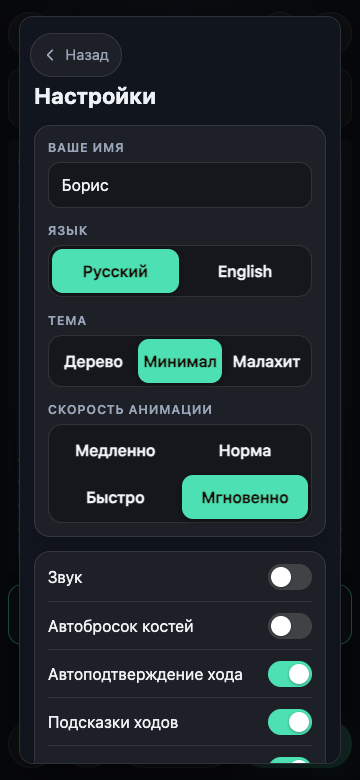 Назад
Настройки
ВАШЕ ИМЯ
Борис
ЯЗЫК
Русский English
ТЕМА
Дерево Минимал Малахит
СКОРОСТЬ АНИМАЦИИ
Медленно Норма
Быстро Мгновенно
Звук
Автобросок костей
Автоподтверждение хода
Подсказки ходов